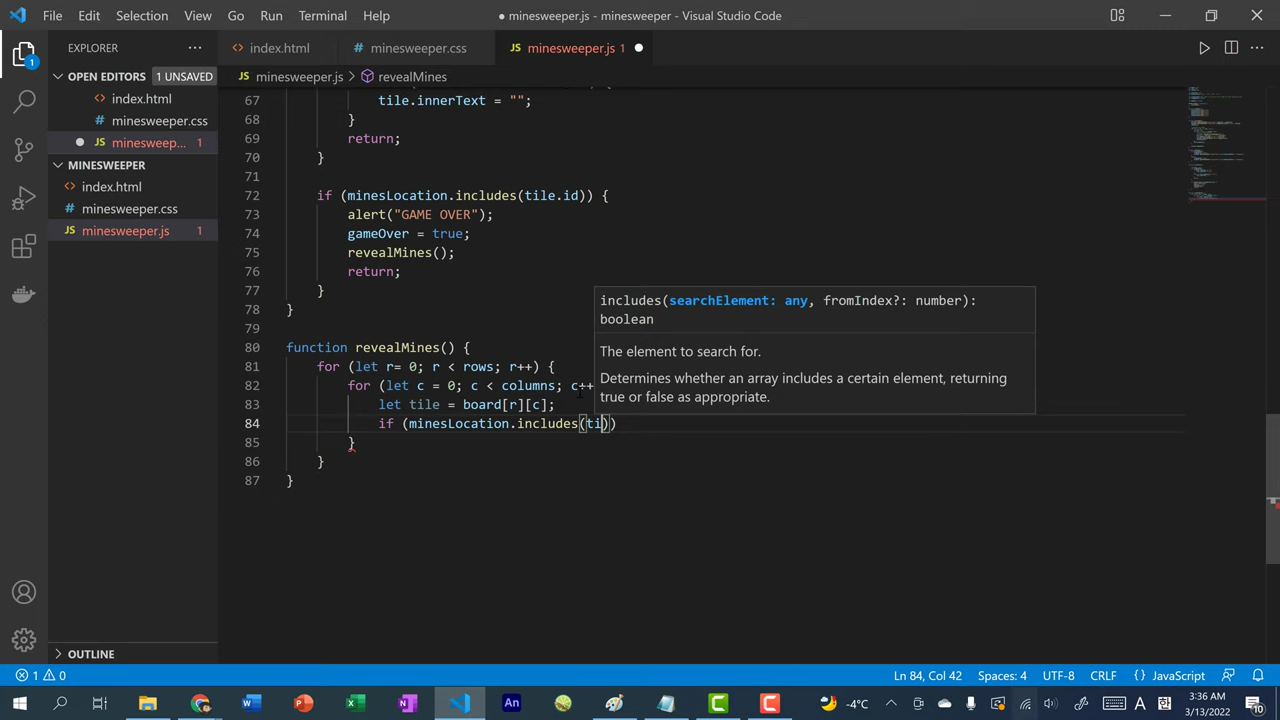 File Edit Selection View Go Run Terminal Help
● minesweeper.js - minesweeper - Visual Studio Code
EXPLORER ...
index.html
# minesweeper.css
JS minesweeper.js 1 ●
...
OPEN EDITORS 1 UNSAVED
JS minesweeper.js > revealMines
<> index.html
# minesweeper.css
● JS minesweep... 1
MINESWEEPER
<> index.html
# minesweeper.css
JS minesweeper.js 1
67 tile.innerText = "";
68 }
69 return;
70 }
71
72 if (minesLocation.includes(tile.id)) {
73 alert("GAME OVER");
74 gameOver = true;
75 revealMines();
76 return;
77 }
78 }
79
80 function revealMines() {
81 for (let r= 0; r < rows; r++) {
82 for (let c = 0; c < columns; c++
83 let tile = board[r][c];
84 if (minesLocation.includes(ti))
85 }
86 }
87 }
includes(searchElement: any, fromIndex?: number):
boolean
The element to search for.
Determines whether an array includes a certain element, returning
true or false as appropriate.
1
OUTLINE
1 0 Ln 84, Col 42 Spaces: 4 UTF-8 CRLF {} JavaScript
-4°C A 3:36 AM
3/13/2022
10